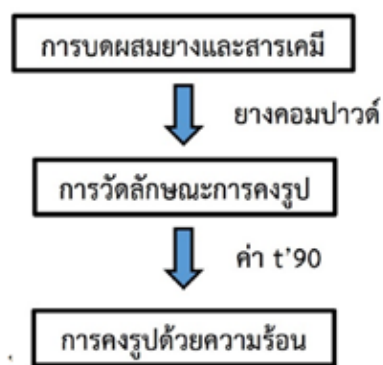 การบดผสมยางและสารเคมี
ยางคอมปาวด์
การวัดลักษณะการคงรูป
ค่า t'90
การคงรูปด้วยความร้อน